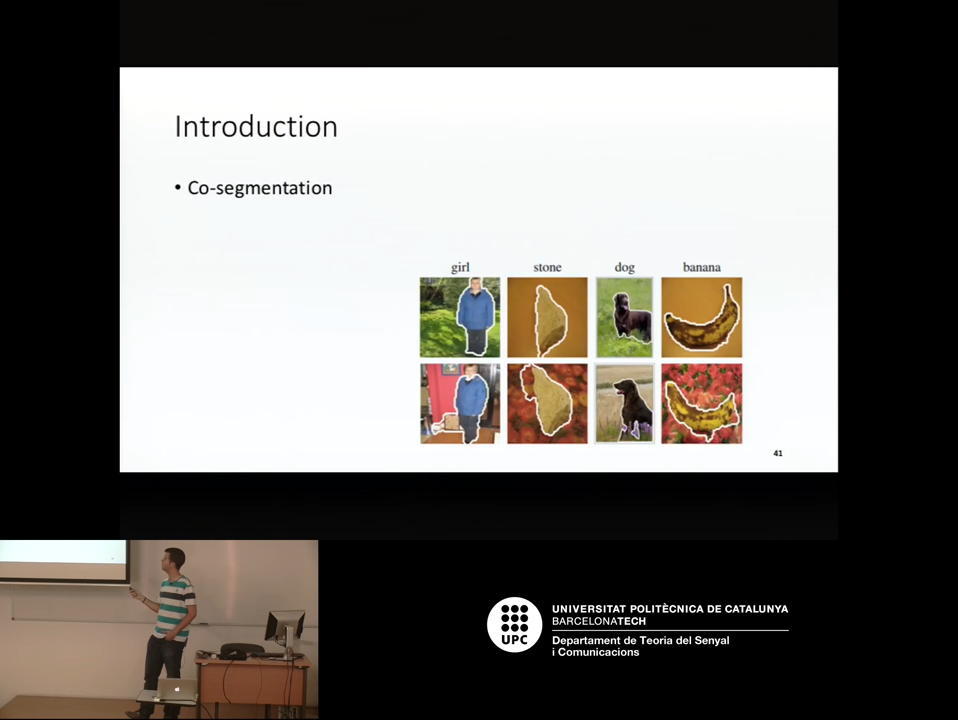 Introduction
• Co-segmentation
girl stone dog banana
41
UPC
UNIVERSITAT POLITÈCNICA DE CATALUNYA
BARCELONATECH
Departament de Teoria del Senyal
i Comunicacions